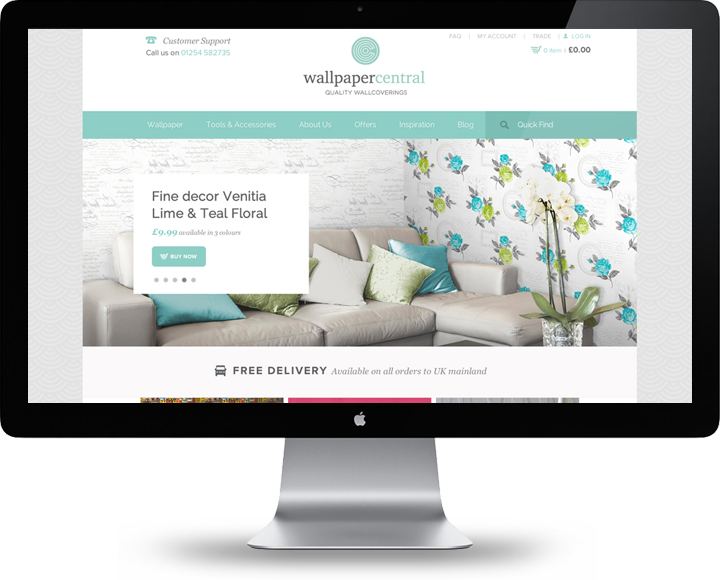 Customer Support
Call us on 01254 582735
FAQ | MY ACCOUNT | TRADE | LOG IN
0 item | £0.00
wallpapercentral
QUALITY WALLCOVERINGS
Wallpaper Tools & Accessories About Us Offers Inspiration Blog Quick Find
Fine decor Venitia
Lime & Teal Floral
£9.99 available in 3 colours
BUY NOW
FREE DELIVERY Available on all orders to UK mainland